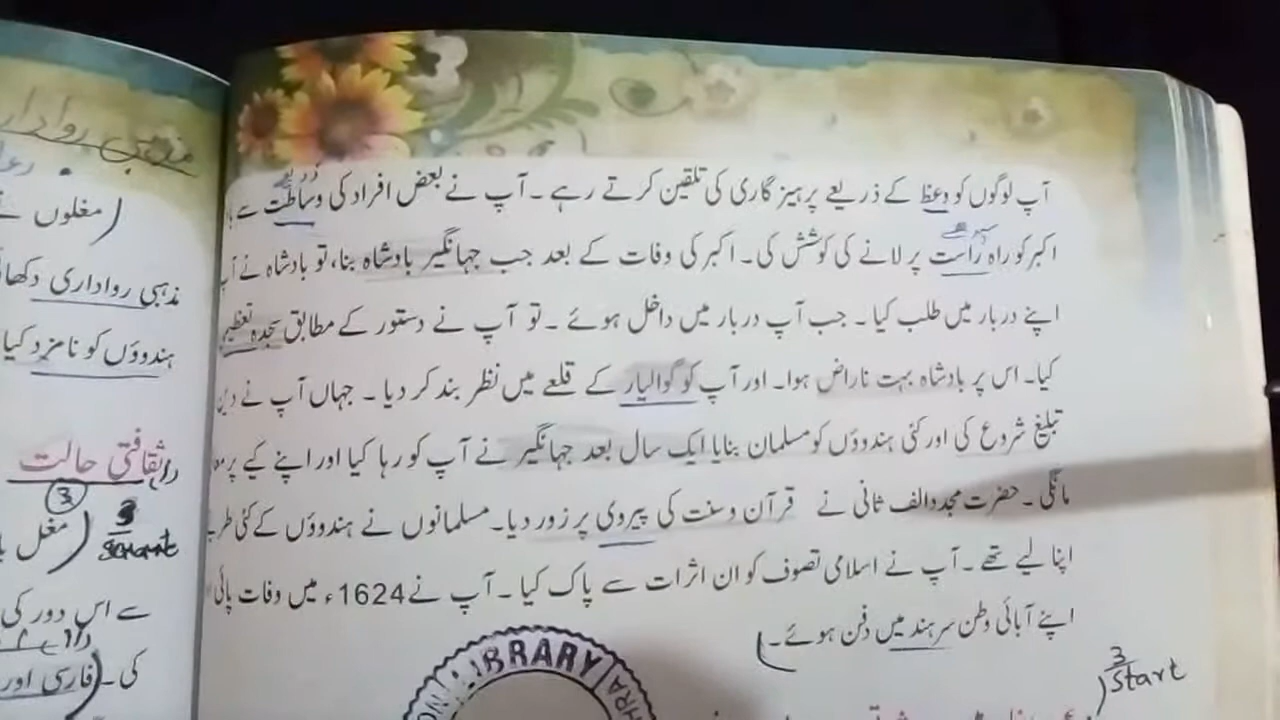 آپ لوگوں کو وعظ کے ذریعے پرہیز گاری کی تلقین کرتے رہے ۔ آپ نے بعض افراد کی وساطت سے
ذریعے
سیدھے
اکبر کو راہ راست پر لانے کی کوشش کی۔ اکبر کی وفات کے بعد جب جہانگیر بادشاہ بنا، تو بادشاہ نے
اپنے دربار میں طلب کیا ۔ جب آپ دربار میں داخل ہوئے ۔ تو آپ نے دستور کے مطابق سجدہ تعظیم
کیا۔ اس پر بادشاہ بہت ناراض ہوا۔ اور آپ کو گوالیار کے قلعے میں نظر بند کر دیا ۔ جہاں آپ نے
تبلیغ شروع کی اور کئی ہندوؤں کو مسلمان بنایا ایک سال بعد جہانگیر نے آپ کو رہا کیا اور اپنے کیے پر
مانگی ۔ حضرت مجدد الف ثانی نے قرآن وسنت کی پیروی پر زور دیا۔ مسلمانوں نے ہندوؤں کے کئی
اپنا لیے تھے ۔ آپ نے اسلامی تصوف کو ان اثرات سے پاک کیا ۔ آپ نے 1624ء میں وفات پائی
اپنے آبائی وطن سرہند میں دفن ہوئے۔
3
Start
LIBRARY
مذہبی
(مغلوں
مذہبی رواداری
ہندوؤں کو نامزد کیا
ثقافتی حالت
3
(مغل
سے اس دور کی
کی ۔ (فارسی اور